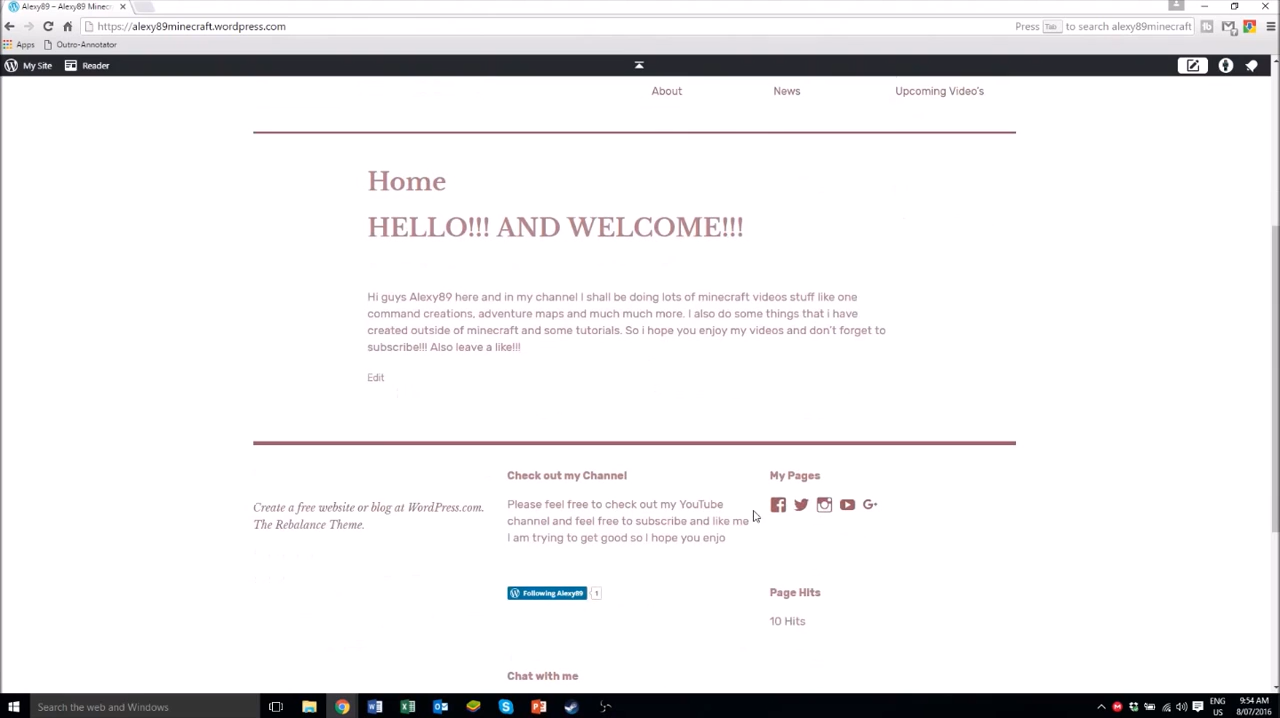 Alexy89 – Alexy89 Minecr
https://alexy89minecraft.wordpress.com
Press Tab to search alexy89minecraft
Apps Outro-Annotator
My Site Reader
About News Upcoming Video's
Home
HELLO!!! AND WELCOME!!!
Hi guys Alexy89 here and in my channel I shall be doing lots of minecraft videos stuff like one
command creations, adventure maps and much much more. I also do some things that i have
created outside of minecraft and some tutorials. So i hope you enjoy my videos and don't forget to
subscribe!!! Also leave a like!!!
Edit
Create a free website or blog at WordPress.com.
The Rebalance Theme.
Check out my Channel
Please feel free to check out my YouTube
channel and feel free to subscribe and like me
I am trying to get good so I hope you enjo
Following Alexy89 1
Chat with me
My Pages
Page Hits
10 Hits
Search the web and Windows
ENG
US
9:54 AM
8/07/2016